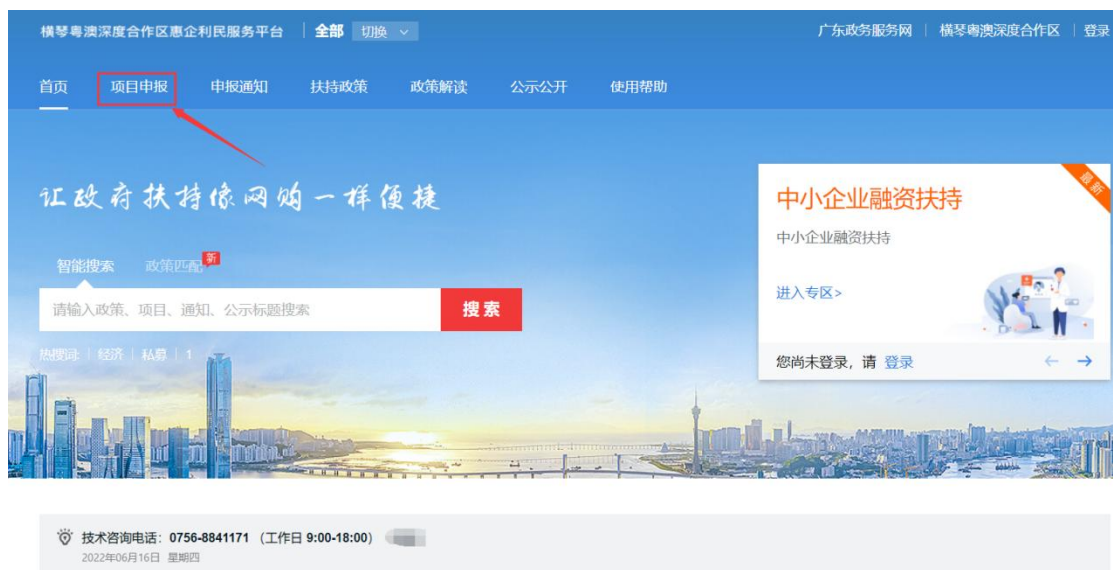 横琴粤澳深度合作区惠企利民服务平台 全部 切换 广东政务服务网 横琴粤澳深度合作区 登录
首页 项目申报 申报通知 扶持政策 政策解读 公示公开 使用帮助
让政府扶持像网购一样便捷
最新
中小企业融资扶持
中小企业融资扶持
智能搜索 政策匹配 新
请输入政策、项目、通知、公示标题搜索 搜索
进入专区>
热搜词: 经济 私募 1
您尚未登录，请 登录
技术咨询电话：0756-8841171 （工作日 9:00-18:00）
2022年06月16日 星期四